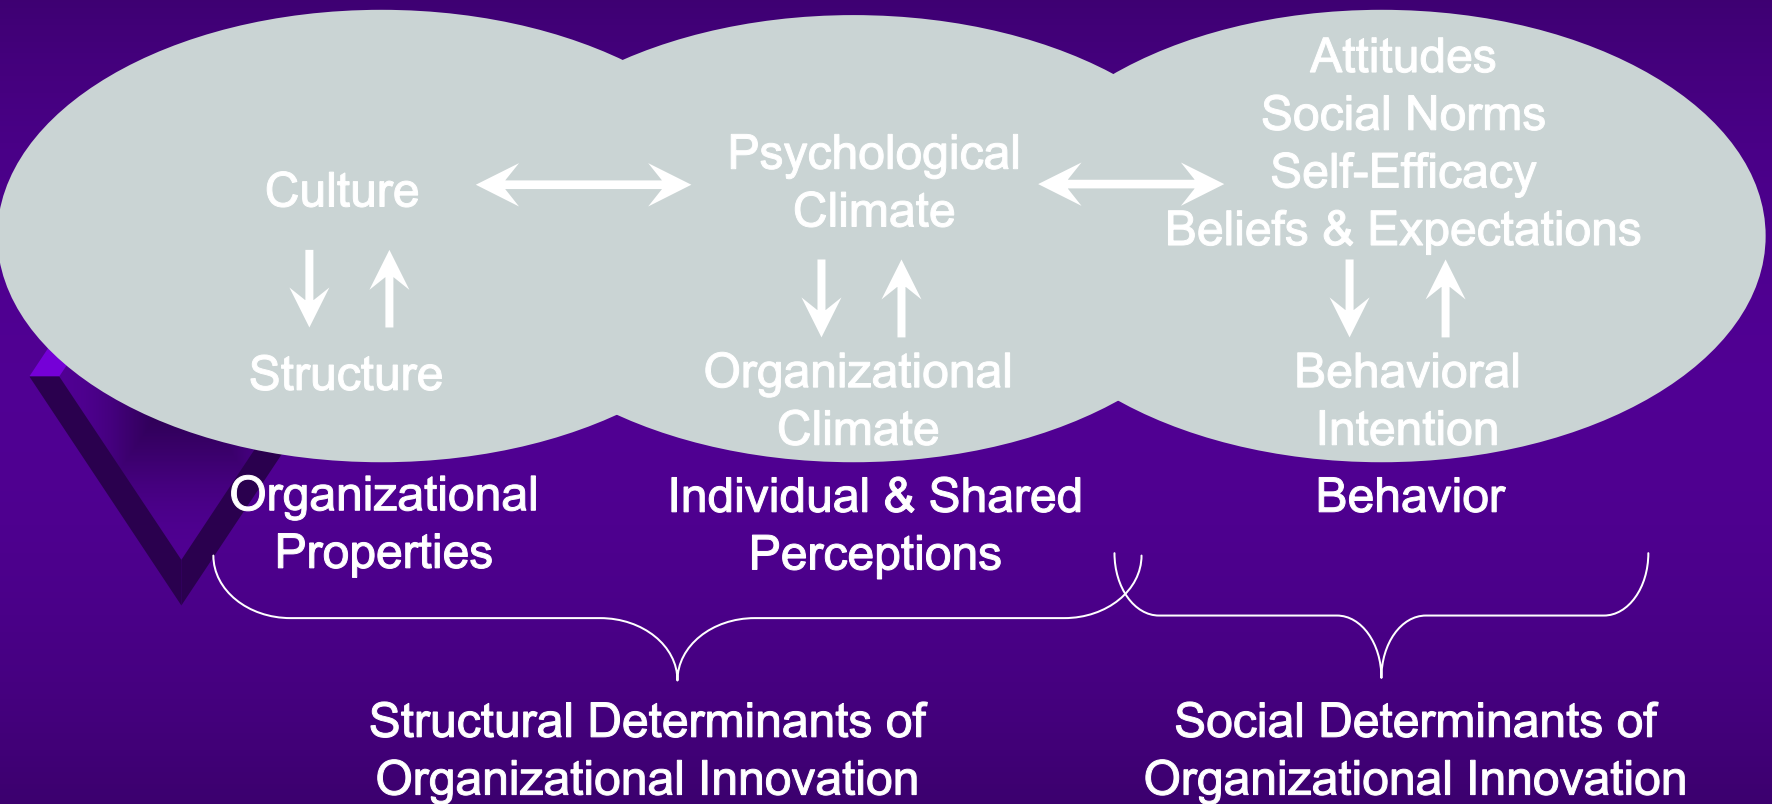 Culture
Structure
Organizational
Properties
Psychological
Climate
Organizational
Climate
Individual & Shared
Perceptions
Attitudes
Social Norms
Self-Efficacy
Beliefs & Expectations
Behavioral
Intention
Behavior
Structural Determinants of
Organizational Innovation
Social Determinants of
Organizational Innovation